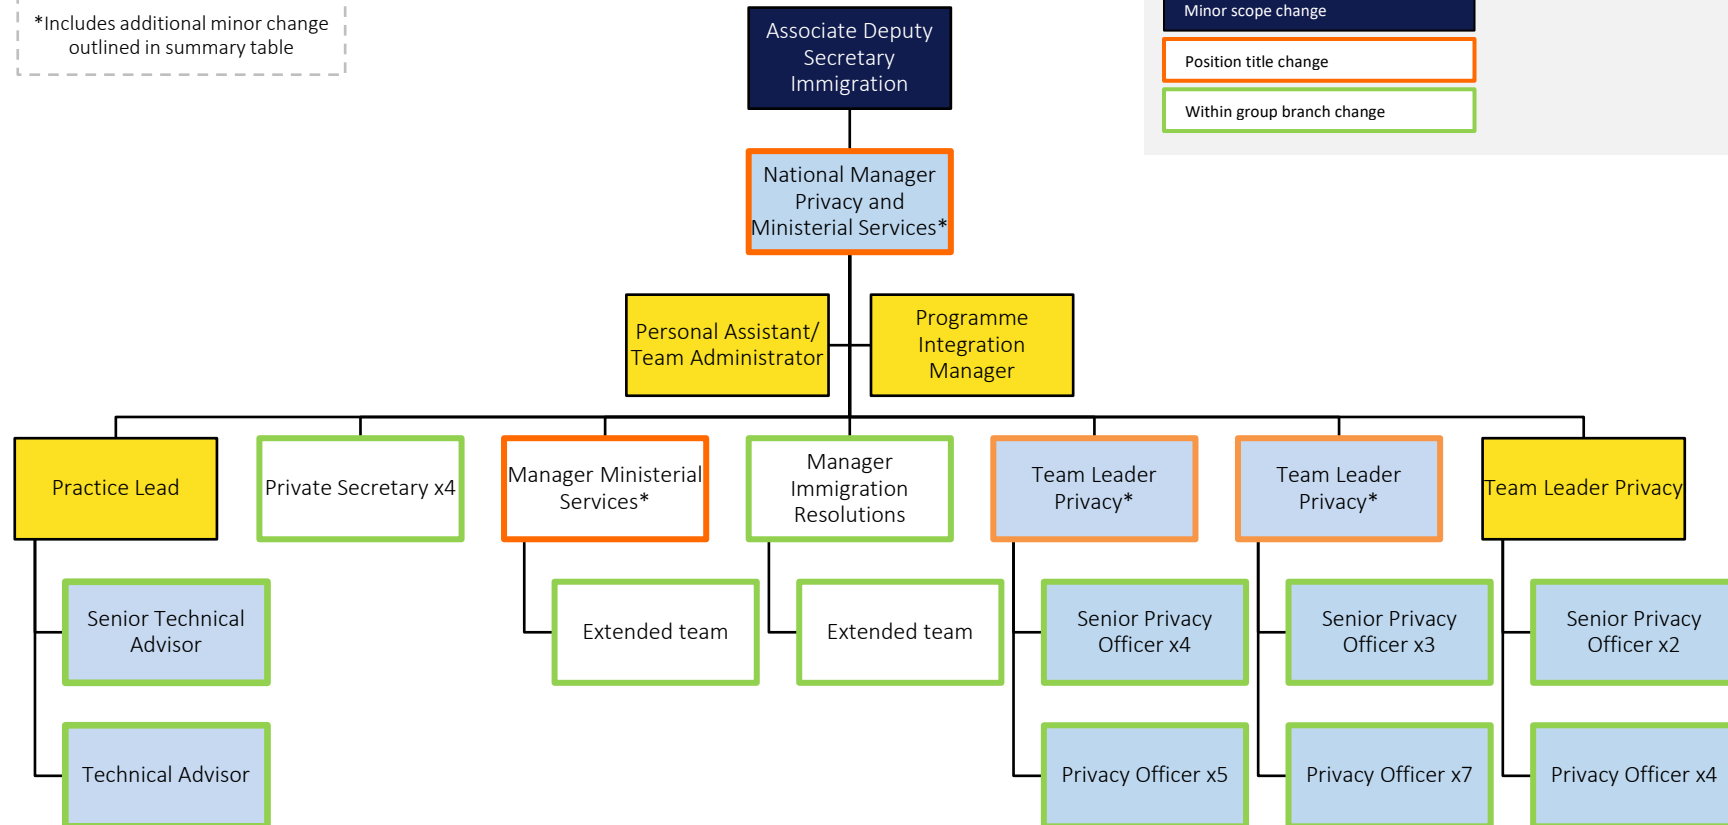 *Includes additional minor change
outlined in summary table
Minor scope change
Position title change
Within group branch change
Associate Deputy
Secretary
Immigration
National Manager
Privacy and
Ministerial Services*
Personal Assistant/
Team Administrator
Programme
Integration
Manager
Practice Lead
Private Secretary x4
Manager Ministerial
Services*
Manager
Immigration
Resolutions
Team Leader
Privacy*
Team Leader
Privacy*
Team Leader Privacy
Senior Technical
Advisor
Extended team
Extended team
Senior Privacy
Officer x4
Senior Privacy
Officer x3
Senior Privacy
Officer x2
Technical Advisor
Privacy Officer x5
Privacy Officer x7
Privacy Officer x4